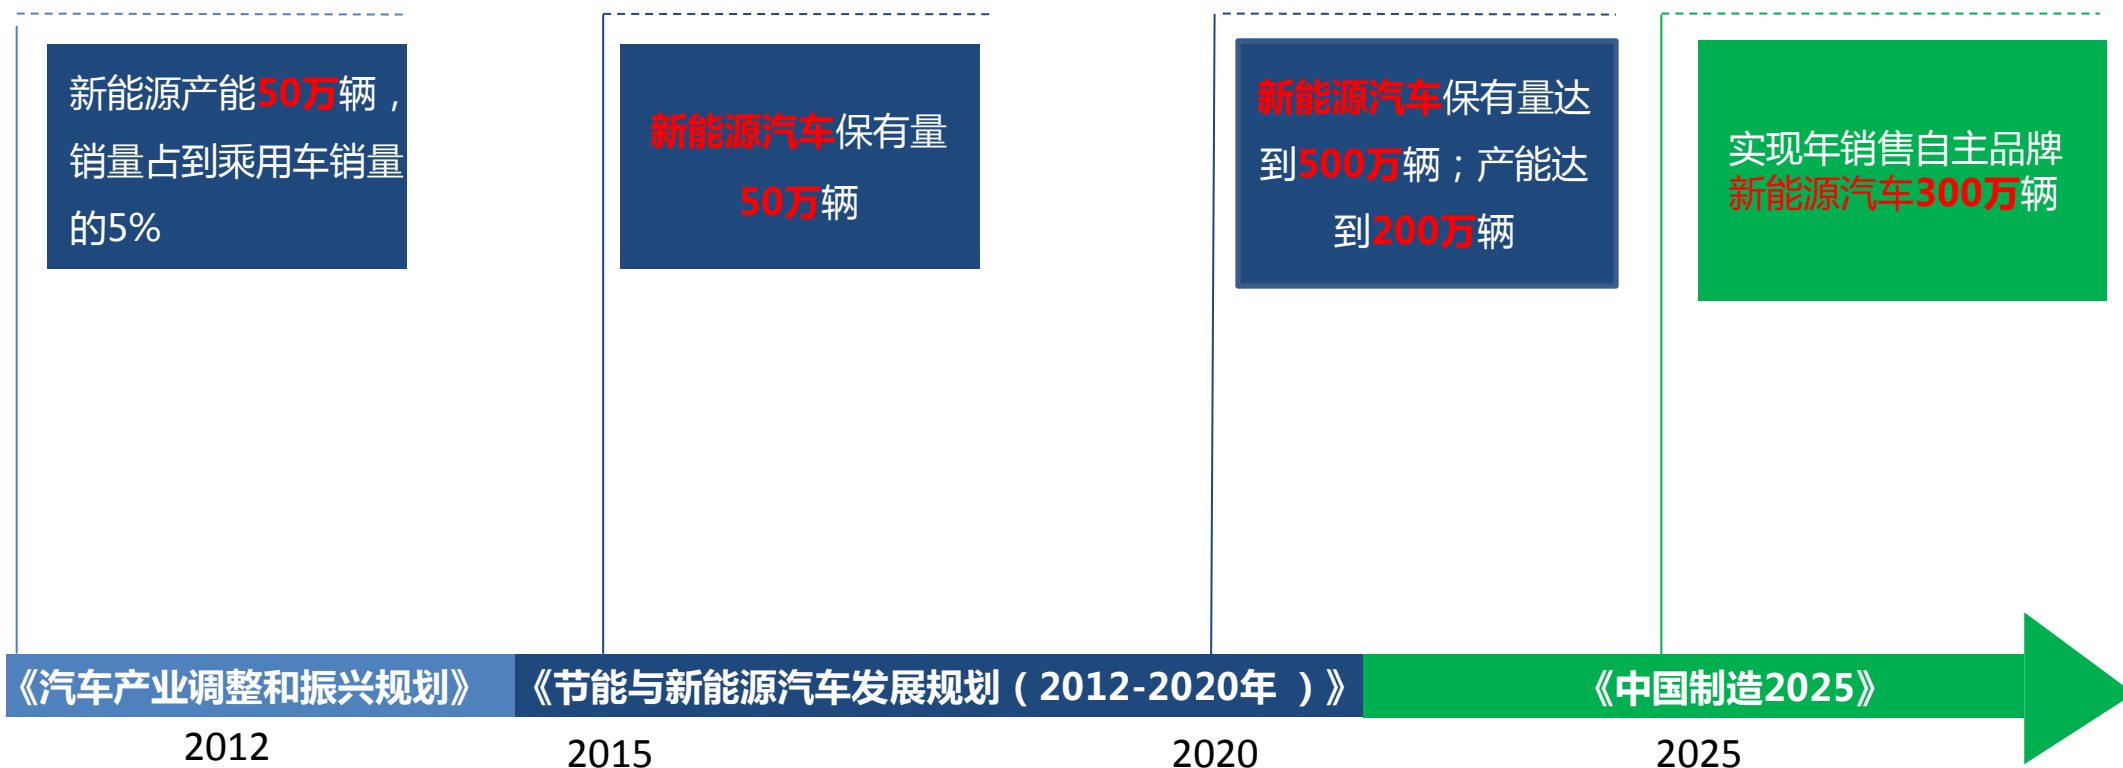 新能源产能50万辆，
销量占到乘用车销量
的5%
新能源汽车保有量
50万辆
新能源汽车保有量达
到500万辆；产能达
到200万辆
实现年销售自主品牌
新能源汽车300万辆
《汽车产业调整和振兴规划》
《节能与新能源汽车发展规划（2012-2020年 ）》
《中国制造2025》
2012
2015
2020
2025